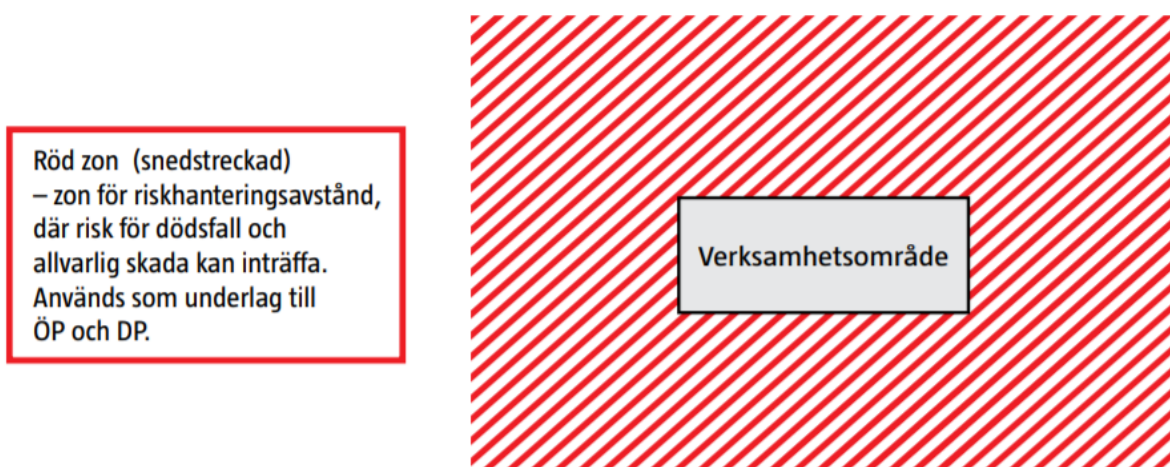 Röd zon (snedstreckad)
– zon för riskhanteringsavstånd,
där risk för dödsfall och
allvarlig skada kan inträffa.
Används som underlag till
ÖP och DP.
Verksamhetsområde